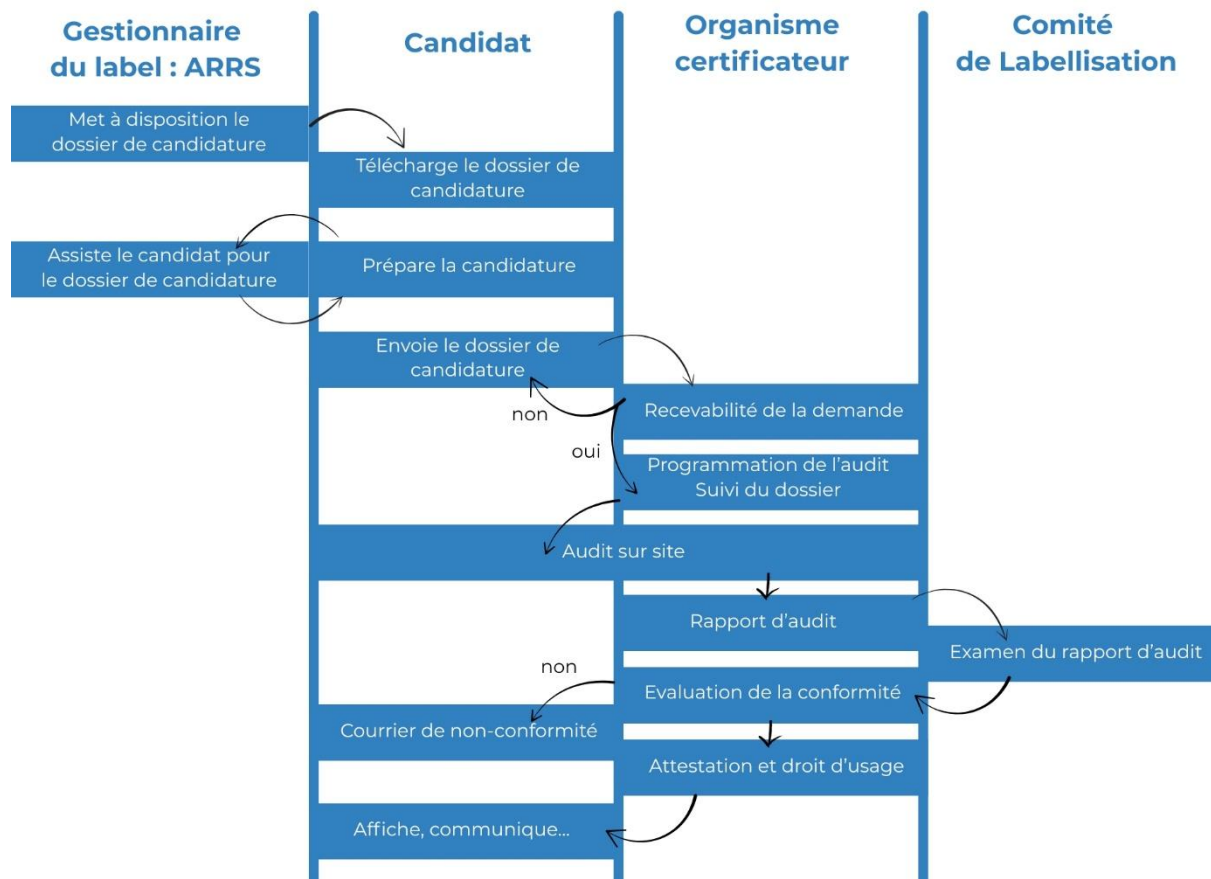 Gestionnaire
du label : ARRS
Candidat
Organisme
certificateur
Comité
de Labellisation
Met à disposition le
dossier de candidature
Télécharge le dossier de
candidature
Assiste le candidat pour
le dossier de candidature
Prépare la candidature
Envoie le dossier de
candidature
non
Recevabilité de la demande
oui
Programmation de l'audit
Suivi du dossier
Audit sur site
Rapport d'audit
Examen du rapport d'audit
non
Evaluation de la conformité
Courrier de non-conformité
Attestation et droit d'usage
Affiche, communique...